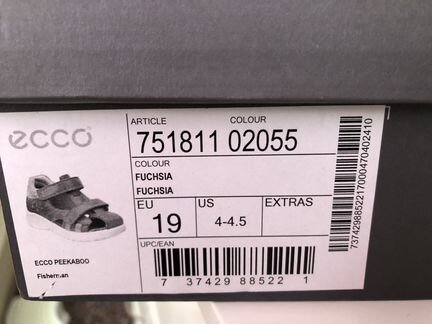 ecco
ARTICLE COLOUR
751811 02055
COLOUR
FUCHSIA
FUCHSIA
EU US EXTRAS
19 4-4.5
UPC/EAN
7 37429 88522 1
ECCO PEEKABOO
Fisherman
7374298852217000470402410